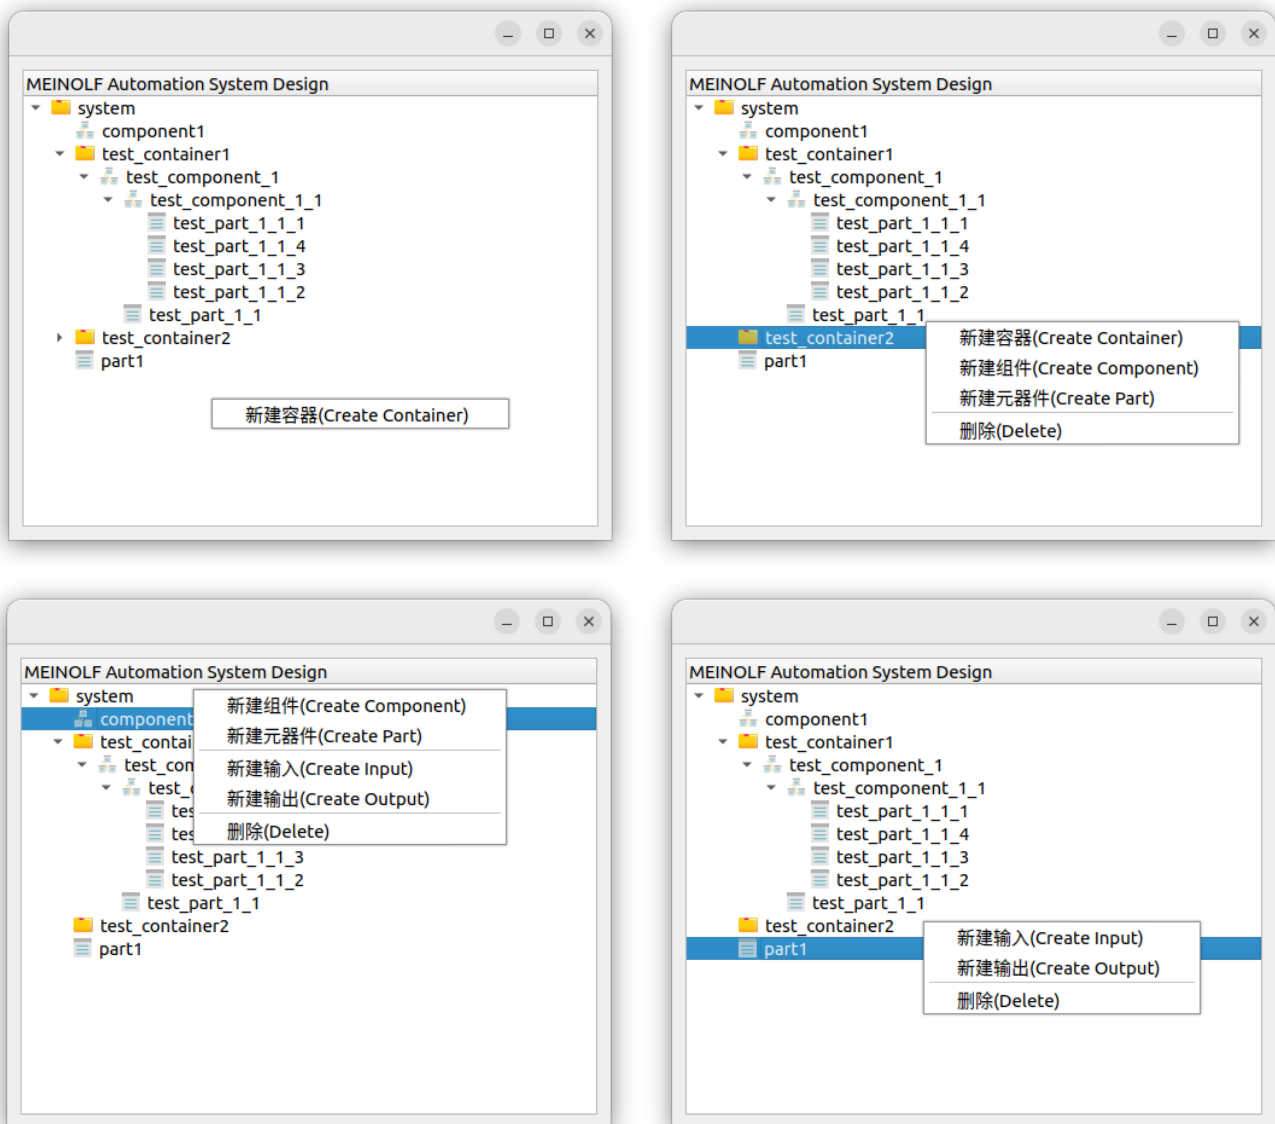 MEINOLF Automation System Design
system
component1
test_container1
test_component_1
test_component_1_1
test_part_1_1_1
test_part_1_1_4
test_part_1_1_3
test_part_1_1_2
test_part_1_1
test_container2
part1
新建容器(Create Container)
MEINOLF Automation System Design
system
component1
test_container1
test_component_1
test_component_1_1
test_part_1_1_1
test_part_1_1_4
test_part_1_1_3
test_part_1_1_2
test_part_1_1
test_container2
part1
新建容器(Create Container)
新建组件(Create Component)
新建元器件(Create Part)
删除(Delete)
MEINOLF Automation System Design
system
component
test_contai
test_con
test_
tes
tes
test_part_1_1_3
test_part_1_1_2
test_part_1_1
test_container2
part1
新建组件(Create Component)
新建元器件(Create Part)
新建输入(Create Input)
新建输出(Create Output)
删除(Delete)
MEINOLF Automation System Design
system
component1
test_container1
test_component_1
test_component_1_1
test_part_1_1_1
test_part_1_1_4
test_part_1_1_3
test_part_1_1_2
test_part_1_1
test_container2
part1
新建输入(Create Input)
新建输出(Create Output)
删除(Delete)